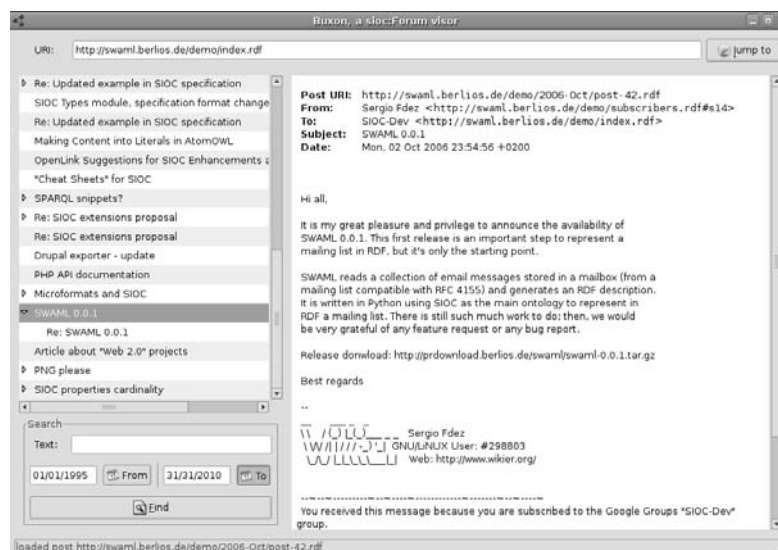 Buxon, a sioc:Forum visor
URI: http://swaml.berlios.de/demo/index.rdf Jump to
Re: Updated example in SIOC specification
SIOC Types module, specification format change
Re: Updated example in SIOC specification
Making Content into Literals in AtomOWL
OpenLink Suggestions for SIOC Enhancements a
"Cheat Sheets" for SIOC
SPARQL snippets?
Re: SIOC extensions proposal
Re: SIOC extensions proposal
Drupal exporter - update
PHP API documentation
Microformats and SIOC
SWAML 0.0.1
Re: SWAML 0.0.1
Article about "Web 2.0" projects
PNG please
SIOC properties cardinality
Search
Text:
01/01/1995 From 31/31/2010 To
Find
Post URI: http://swaml.berlios.de/demo/2006-Oct/post-42.rdf
From: Sergio Fdez <http://swaml.berlios.de/demo/subscribers.rdf#s14>
To: SIOC-Dev <http://swaml.berlios.de/demo/index.rdf>
Subject: SWAML 0.0.1
Date: Mon, 02 Oct 2006 23:54:56 +0200
Hi all,
It is my great pleasure and privilege to announce the availability of
SWAML 0.0.1. This first release is an important step to represent a
mailing list in RDF, but it's only the starting point.
SWAML reads a collection of email messages stored in a mailbox (from a
mailing list compatible with RFC 4155) and generates an RDF description.
It is written in Python using SIOC as the main ontology to represent in
RDF a mailing list. There is still such much work to do; then, we would
be very grateful of any feature request or any bug report.
Release donwload: http://prdownload.berlios.de/swaml/swaml-0.0.1.tar.gz
Best regards
--
Sergio Fdez
GNU/LiNUX User: #298803
Web: http://www.wikier.org/
You received this message because you are subscribed to the Google Groups "SIOC-Dev"
group.
loaded post http://swaml.berlios.de/demo/2006-Oct/post-42.rdf